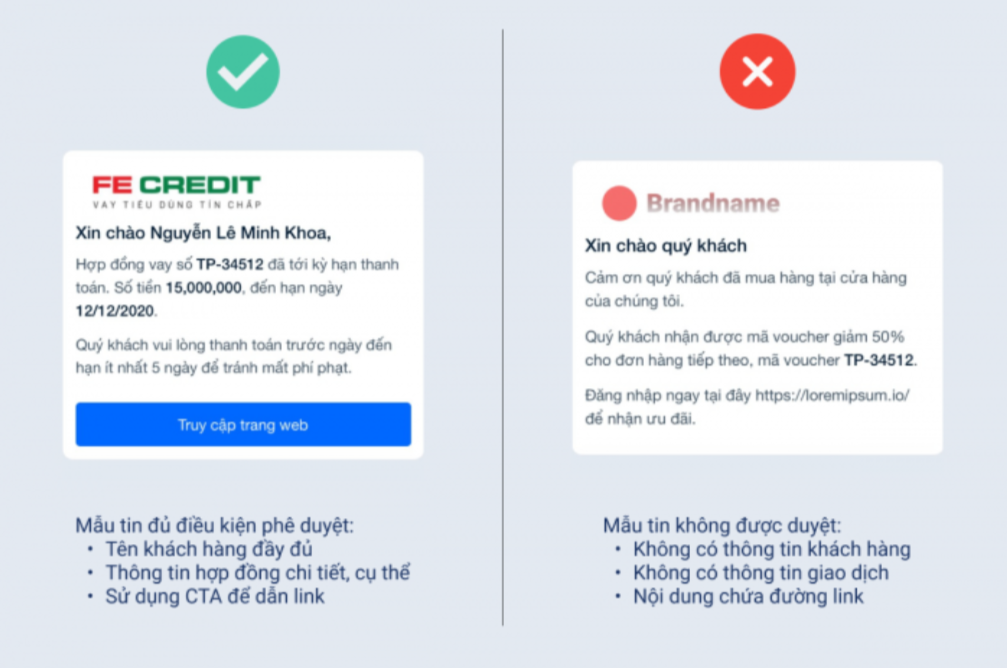 FE CREDIT
VAY TIÊU DÙNG TÍN CHẤP
Xin chào Nguyễn Lê Minh Khoa,
Hợp đồng vay số TP-34512 đã tới kỳ hạn thanh
toán. Số tiền 15,000,000, đến hạn ngày
12/12/2020.
Quý khách vui lòng thanh toán trước ngày đến
hạn ít nhất 5 ngày để tránh mất phí phạt.
Truy cập trang web
Mẫu tin đủ điều kiện phê duyệt:
• Tên khách hàng đầy đủ
• Thông tin hợp đồng chi tiết, cụ thể
• Sử dụng CTA để dẫn link
Brandname
Xin chào quý khách
Cảm ơn quý khách đã mua hàng tại cửa hàng
của chúng tôi.
Quý khách nhận được mã voucher giảm 50%
cho đơn hàng tiếp theo, mã voucher TP-34512.
Đăng nhập ngay tại đây https://loremipsum.io/
để nhận ưu đãi.
Mẫu tin không được duyệt:
• Không có thông tin khách hàng
• Không có thông tin giao dịch
• Nội dung chứa đường link